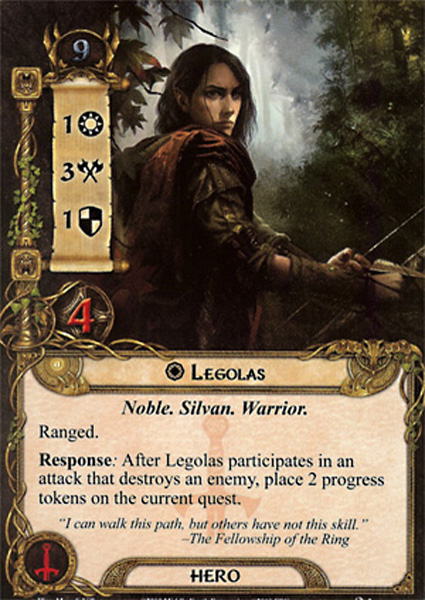 9
1
3
1
4
LEGOLAS
Noble. Silvan. Warrior.
Ranged.
Response: After Legolas participates in an
attack that destroys an enemy, place 2 progress
tokens on the current quest.
"I can walk this path, but others have not this skill."
–The Fellowship of the Ring
HERO